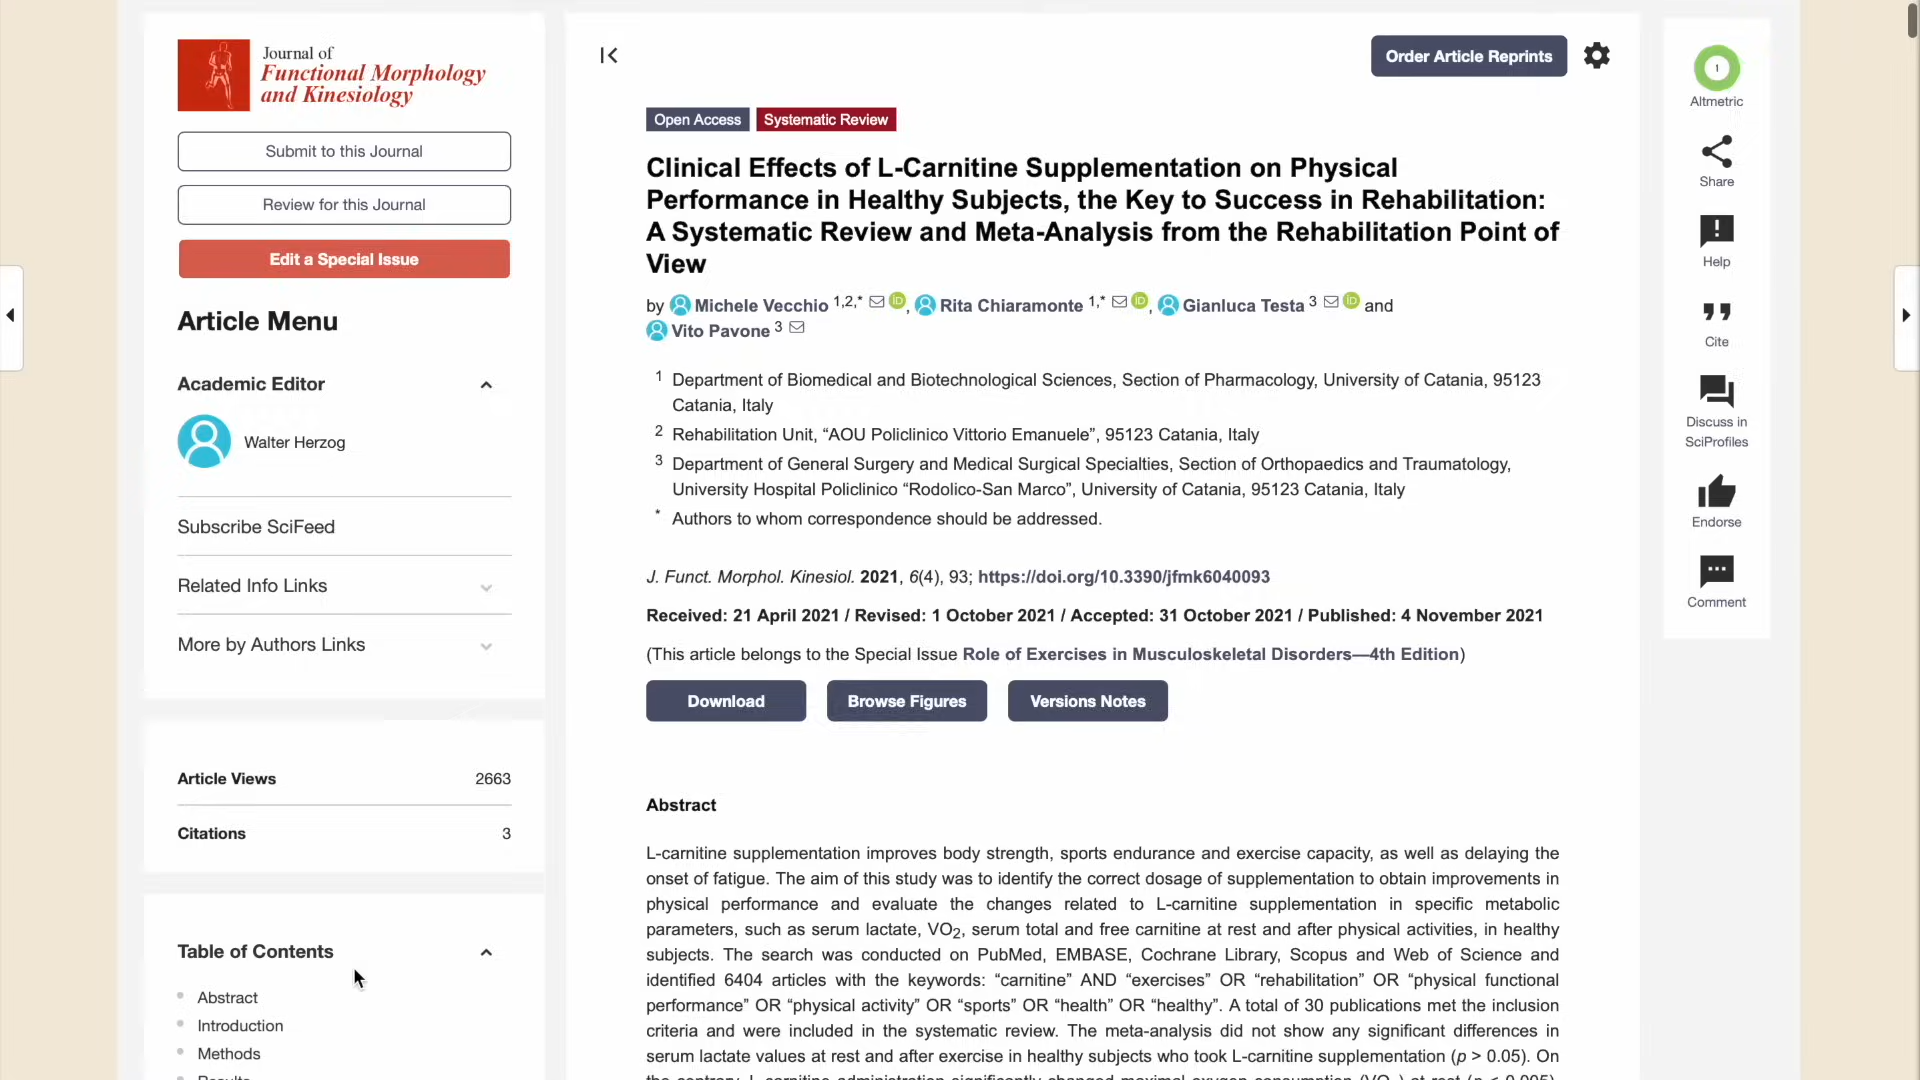 Journal of
Functional Morphology
and Kinesiology
Submit to this Journal
Review for this Journal
Edit a Special Issue
Article Menu
Academic Editor
Walter Herzog
Subscribe SciFeed
Related Info Links
More by Authors Links
Article Views 2663
Citations 3
Table of Contents
Abstract
Introduction
Methods
Results
Order Article Reprints
Open Access Systematic Review
Clinical Effects of L-Carnitine Supplementation on Physical
Performance in Healthy Subjects, the Key to Success in Rehabilitation:
A Systematic Review and Meta-Analysis from the Rehabilitation Point of
View
by Michele Vecchio 1,2,* iD, Rita Chiaramonte 1,* iD, Gianluca Testa 3 iD and
Vito Pavone 3
1 Department of Biomedical and Biotechnological Sciences, Section of Pharmacology, University of Catania, 95123
Catania, Italy
2 Rehabilitation Unit, “AOU Policlinico Vittorio Emanuele”, 95123 Catania, Italy
3 Department of General Surgery and Medical Surgical Specialties, Section of Orthopaedics and Traumatology,
University Hospital Policlinico “Rodolico-San Marco”, University of Catania, 95123 Catania, Italy
* Authors to whom correspondence should be addressed.
J. Funct. Morphol. Kinesiol. 2021, 6(4), 93; https://doi.org/10.3390/jfmk6040093
Received: 21 April 2021 / Revised: 1 October 2021 / Accepted: 31 October 2021 / Published: 4 November 2021
(This article belongs to the Special Issue Role of Exercises in Musculoskeletal Disorders—4th Edition)
Download Browse Figures Versions Notes
Abstract
L-carnitine supplementation improves body strength, sports endurance and exercise capacity, as well as delaying the
onset of fatigue. The aim of this study was to identify the correct dosage of supplementation to obtain improvements in
physical performance and evaluate the changes related to L-carnitine supplementation in specific metabolic
parameters, such as serum lactate, VO2, serum total and free carnitine at rest and after physical activities, in healthy
subjects. The search was conducted on PubMed, EMBASE, Cochrane Library, Scopus and Web of Science and
identified 6404 articles with the keywords: “carnitine” AND “exercises” OR “rehabilitation” OR “physical functional
performance” OR “physical activity” OR “sports” OR “health” OR “healthy”. A total of 30 publications met the inclusion
criteria and were included in the systematic review. The meta-analysis did not show any significant differences in
serum lactate values at rest and after exercise in healthy subjects who took L-carnitine supplementation (p > 0.05). On
the contrary, L-carnitine administration significantly changed maximal oxygen consumption (VO2) at rest (p < 0.005)
1
Altmetric
Share
Help
Cite
Discuss in
SciProfiles
Endorse
Comment